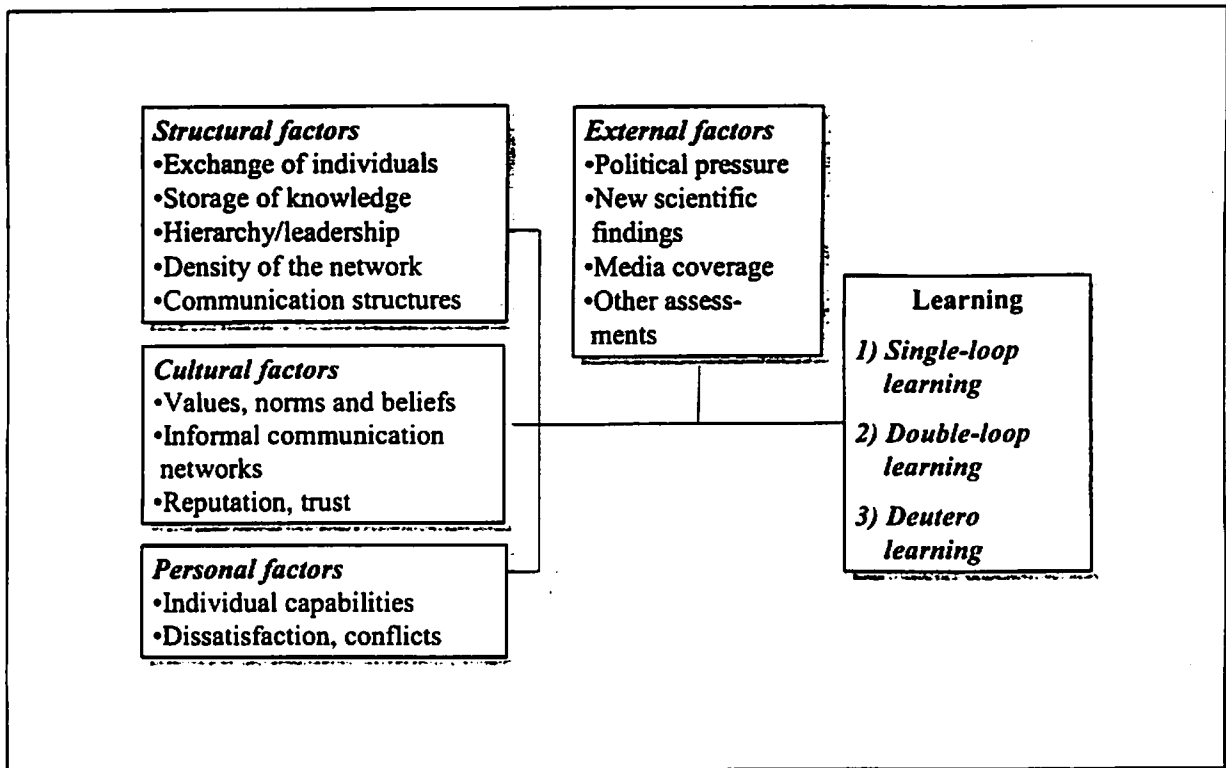 Structural factors
•Exchange of individuals
•Storage of knowledge
•Hierarchy/leadership
•Density of the network
•Communication structures
Cultural factors
•Values, norms and beliefs
•Informal communication
networks
•Reputation, trust
Personal factors
•Individual capabilities
•Dissatisfaction, conflicts
External factors
•Political pressure
•New scientific
findings
•Media coverage
•Other assess-
ments
Learning
1) Single-loop
learning
2) Double-loop
learning
3) Deutero
learning